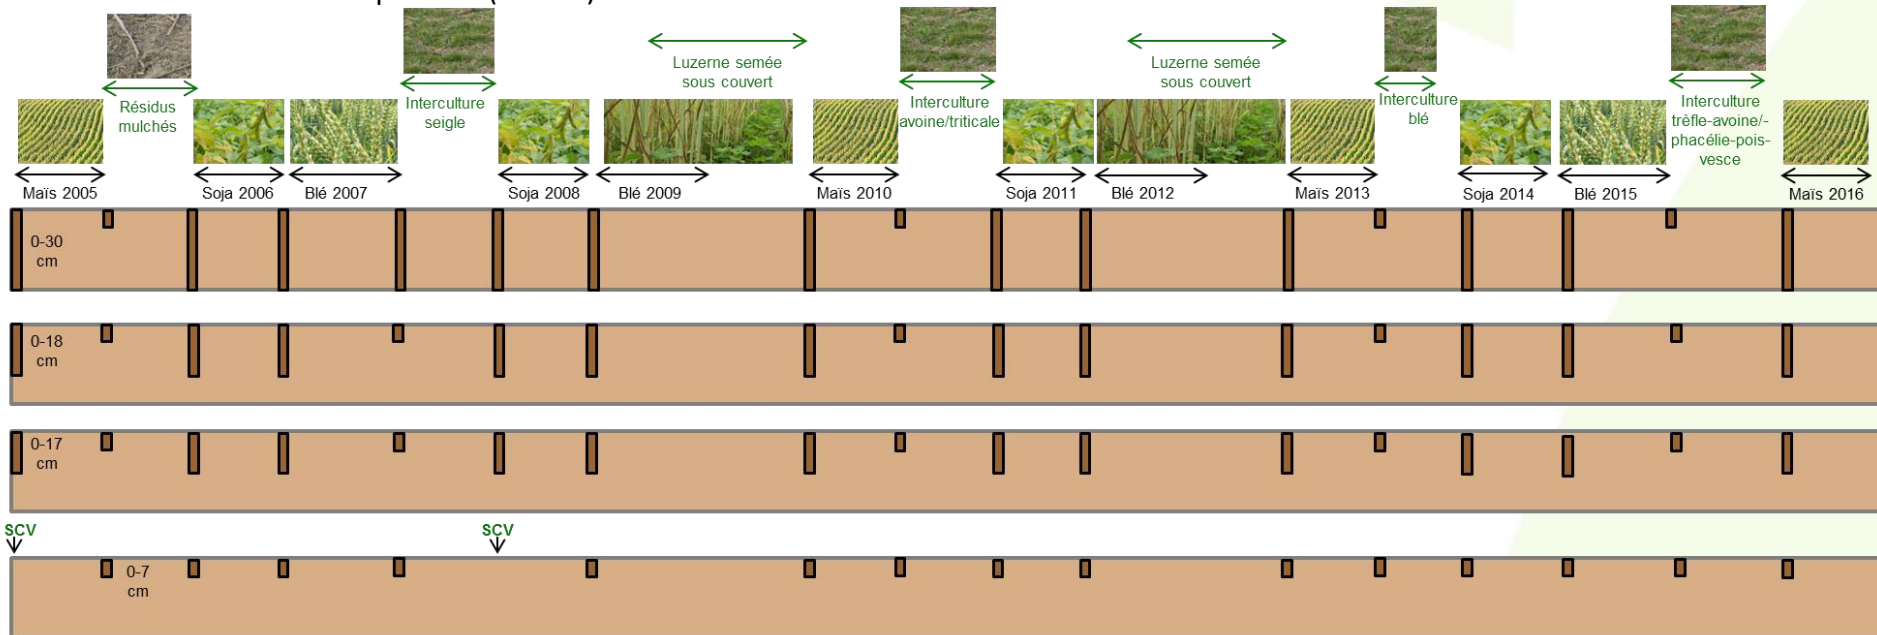 Résidus
mulchés
Interculture
seigle
Luzerne semée
sous couvert
Interculture
avoine/triticale
Luzerne semée
sous couvert
Interculture
blé
Interculture
trèfle-avoine/-
phacélie-pois-
vesce
Maïs 2005
Soja 2006
Blé 2007
Soja 2008
Blé 2009
Maïs 2010
Soja 2011
Blé 2012
Maïs 2013
Soja 2014
Blé 2015
Maïs 2016
0-30
cm
0-18
cm
0-17
cm
SCV
SCV
0-7
cm